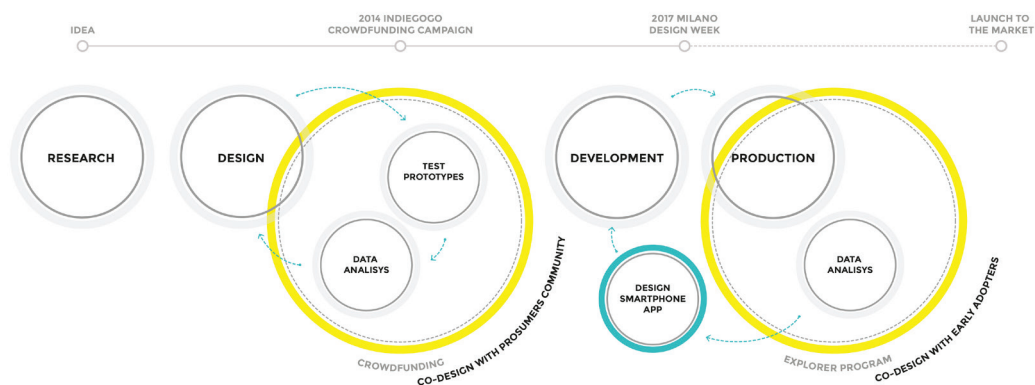 IDEA
2014 INDIEGOGO
CROWDFUNDING CAMPAIGN
2017 MILANO
DESIGN WEEK
LAUNCH TO
THE MARKET
RESEARCH
DESIGN
TEST
PROTOTYPES
DATA
ANALISYS
CROWDFUNDING
CO-DESIGN WITH PROSUMERS COMMUNITY
DEVELOPMENT
PRODUCTION
DESIGN
SMARTPHONE
APP
DATA
ANALISYS
EXPLORER PROGRAM
CO-DESIGN WITH EARLY ADOPTERS